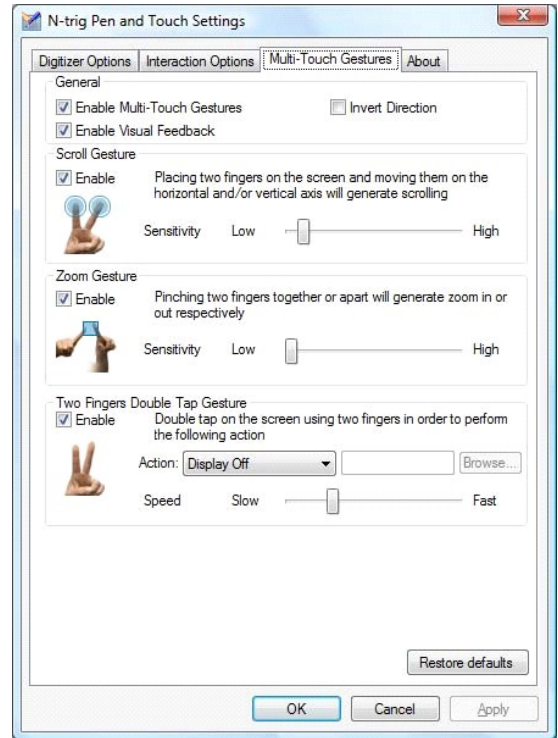 N-trig Pen and Touch Settings
Digitizer Options Interaction Options Multi-Touch Gestures About
General
Enable Multi-Touch Gestures Invert Direction
Enable Visual Feedback
Scroll Gesture
Enable Placing two fingers on the screen and moving them on the
horizontal and/or vertical axis will generate scrolling
Sensitivity Low High
Zoom Gesture
Enable Pinching two fingers together or apart will generate zoom in or
out respectively
Sensitivity Low High
Two Fingers Double Tap Gesture
Enable Double tap on the screen using two fingers in order to perform
the following action
Action: Display Off Browse...
Speed Slow Fast
Restore defaults
OK Cancel Apply